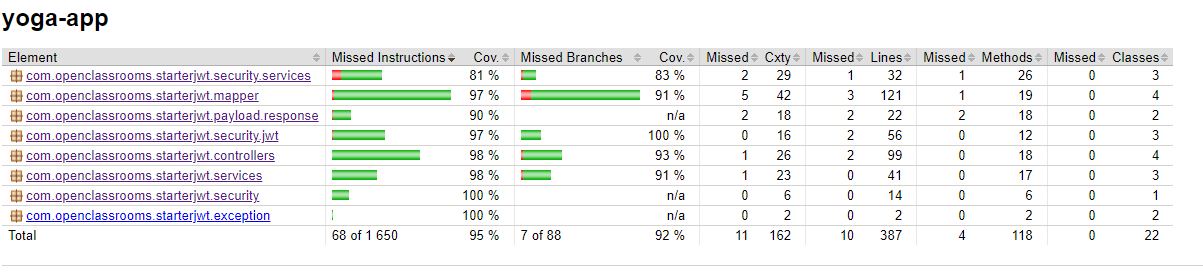 yoga-app
Element Missed Instructions Cov. Missed Branches Cov. Missed Cxty Missed Lines Missed Methods Missed Classes
com.openclassrooms.starterjwt.security.services 81 % 83 % 2 29 1 32 1 26 0 3
com.openclassrooms.starterjwt.mapper 97 % 91 % 5 42 3 121 1 19 0 4
com.openclassrooms.starterjwt.payload.response 90 % n/a 2 18 2 22 2 18 0 2
com.openclassrooms.starterjwt.security.jwt 97 % 100 % 0 16 2 56 0 12 0 3
com.openclassrooms.starterjwt.controllers 98 % 93 % 1 26 2 99 0 18 0 4
com.openclassrooms.starterjwt.services 98 % 91 % 1 23 0 41 0 17 0 3
com.openclassrooms.starterjwt.security 100 % n/a 0 6 0 14 0 6 0 1
com.openclassrooms.starterjwt.exception 100 % n/a 0 2 0 2 0 2 0 2
Total 68 of 1 650 95 % 7 of 88 92 % 11 162 10 387 4 118 0 22